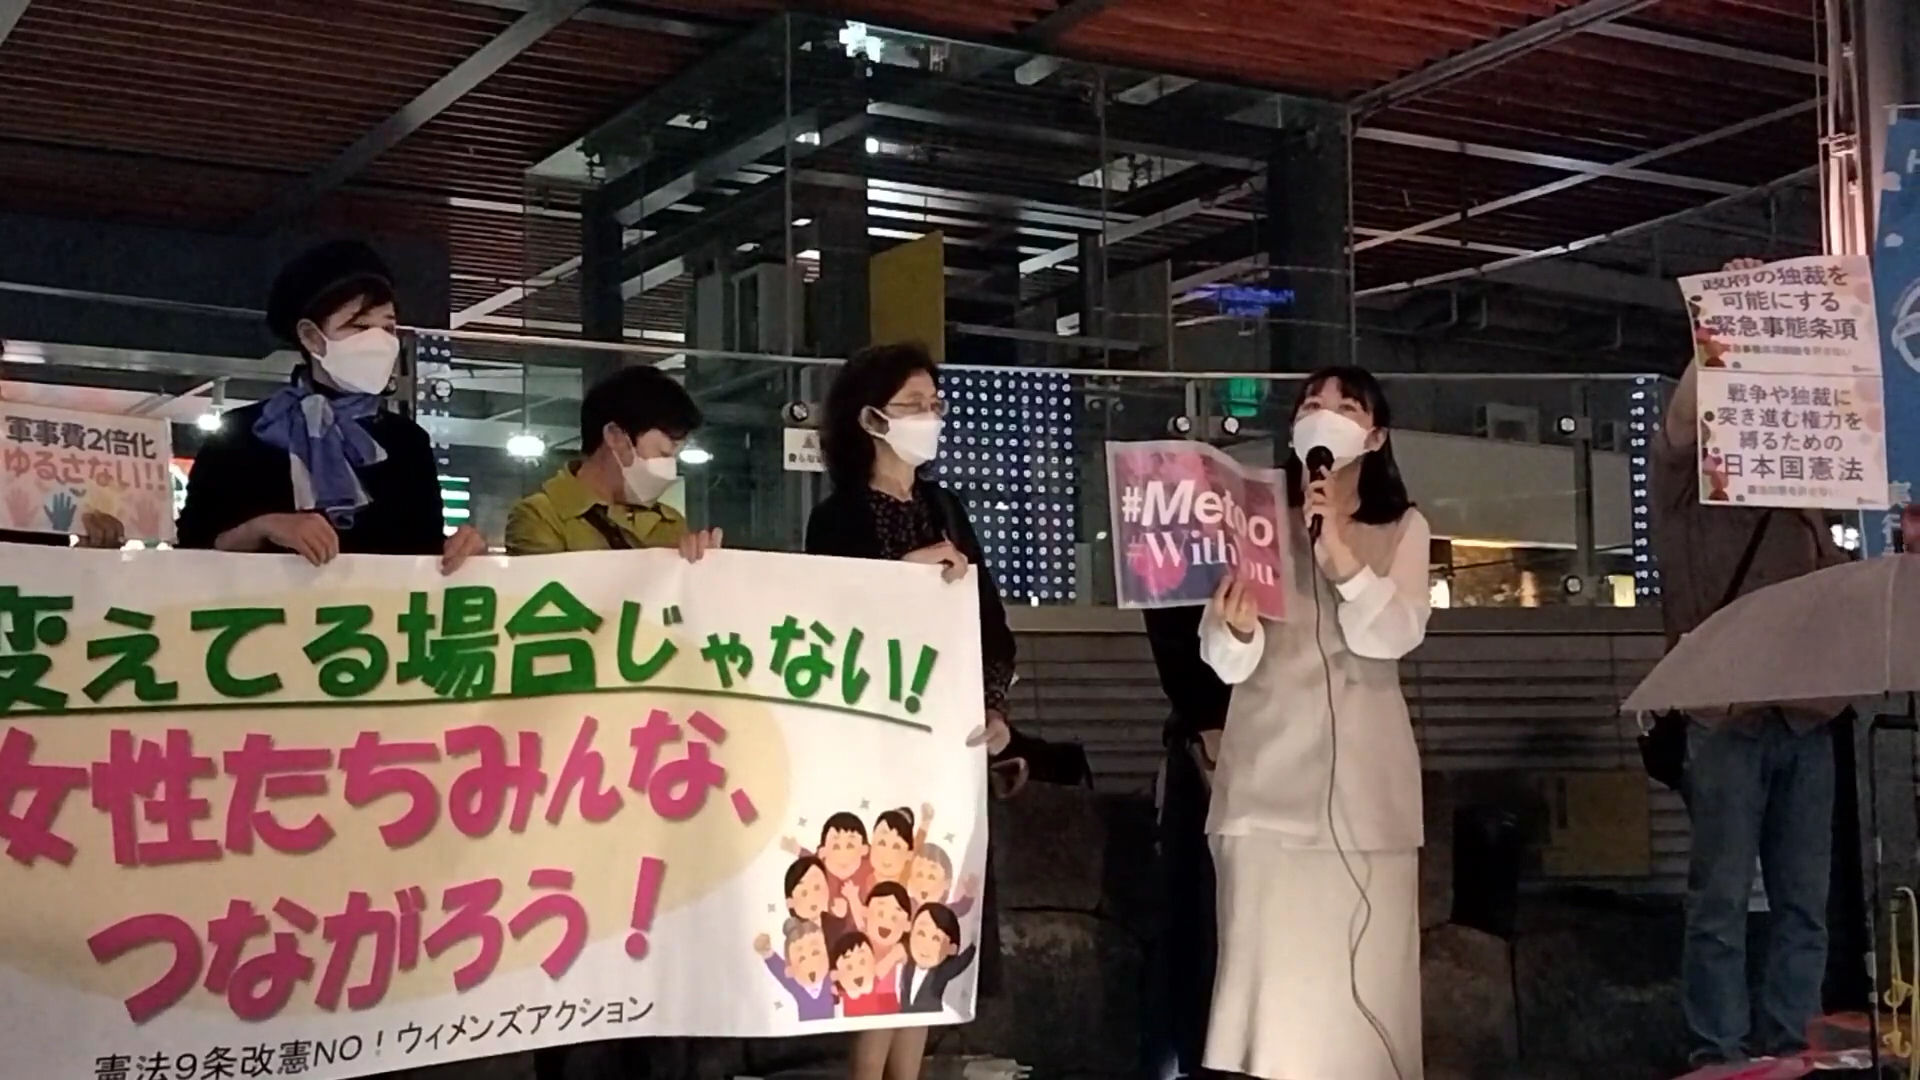 軍事費2倍化
ゆるさない!!
変えてる場合じゃない!
女性たちみんな、
つながろう!
憲法9条改憲NO!ウィメンズアクション
#Metoo
#WithYou
政府の独裁を
可能にする
緊急事態条項
戦争や独裁に
突き進む権力を
縛るための
日本国憲法